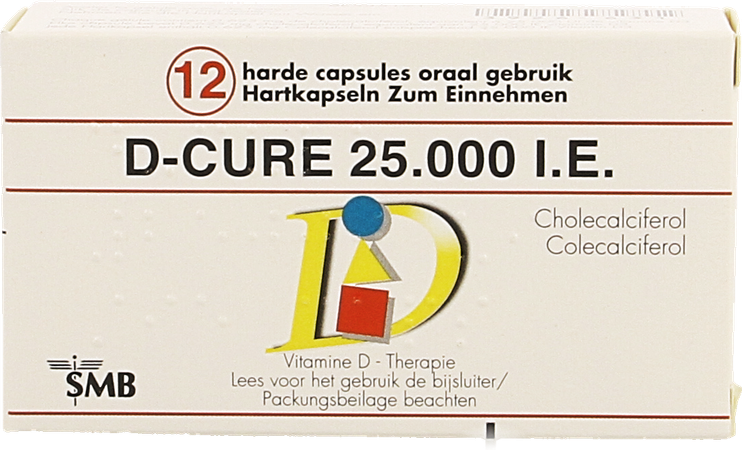 12
harde capsules oraal gebruik
Hartkapseln Zum Einnehmen
D-CURE 25.000 I.E.
D
Cholecalciferol
Colecalciferol
Vitamine D - Therapie
Lees voor het gebruik de bijsluiter/
Packungsbeilage beachten
SMB